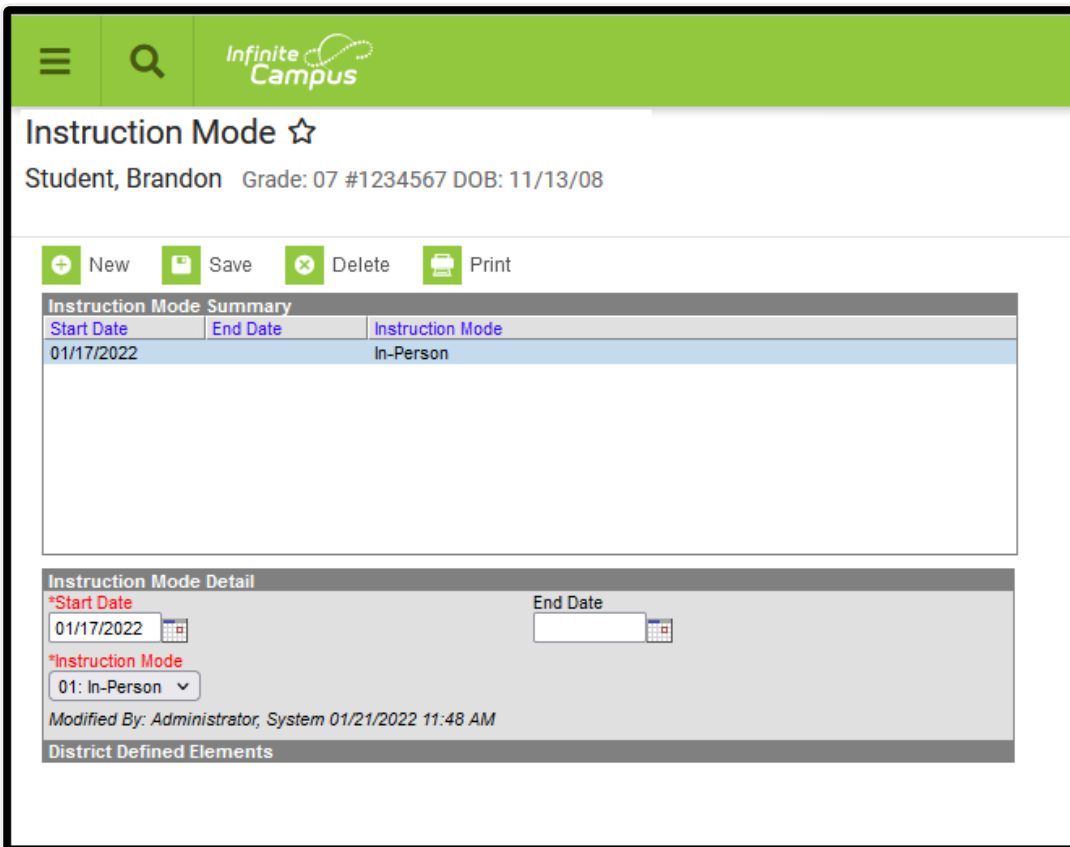 Infinite
Campus
Instruction Mode
Student, Brandon Grade: 07 #1234567 DOB: 11/13/08
New Save Delete Print
Instruction Mode Summary
Start Date End Date Instruction Mode
01/17/2022 In-Person
Instruction Mode Detail
*Start Date End Date
01/17/2022
*Instruction Mode
01: In-Person
Modified By: Administrator, System 01/21/2022 11:48 AM
District Defined Elements